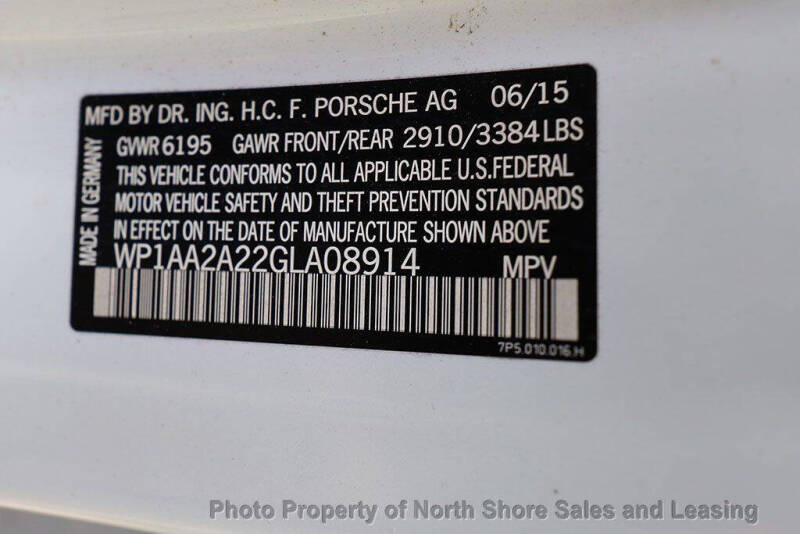 MFD BY DR. ING. H.C. F. PORSCHE AG 06/15
GVWR 6195 GAWR FRONT/REAR 2910/3384 LBS
THIS VEHICLE CONFORMS TO ALL APPLICABLE U.S.FEDERAL
MOTOR VEHICLE SAFETY AND THEFT PREVENTION STANDARDS
IN EFFECT ON THE DATE OF MANUFACTURE SHOWN ABOVE
WP1AA2A22GLA08914 MPV
7P5.010.016.H
MADE IN GERMANY
Photo Property of North Shore Sales and Leasing